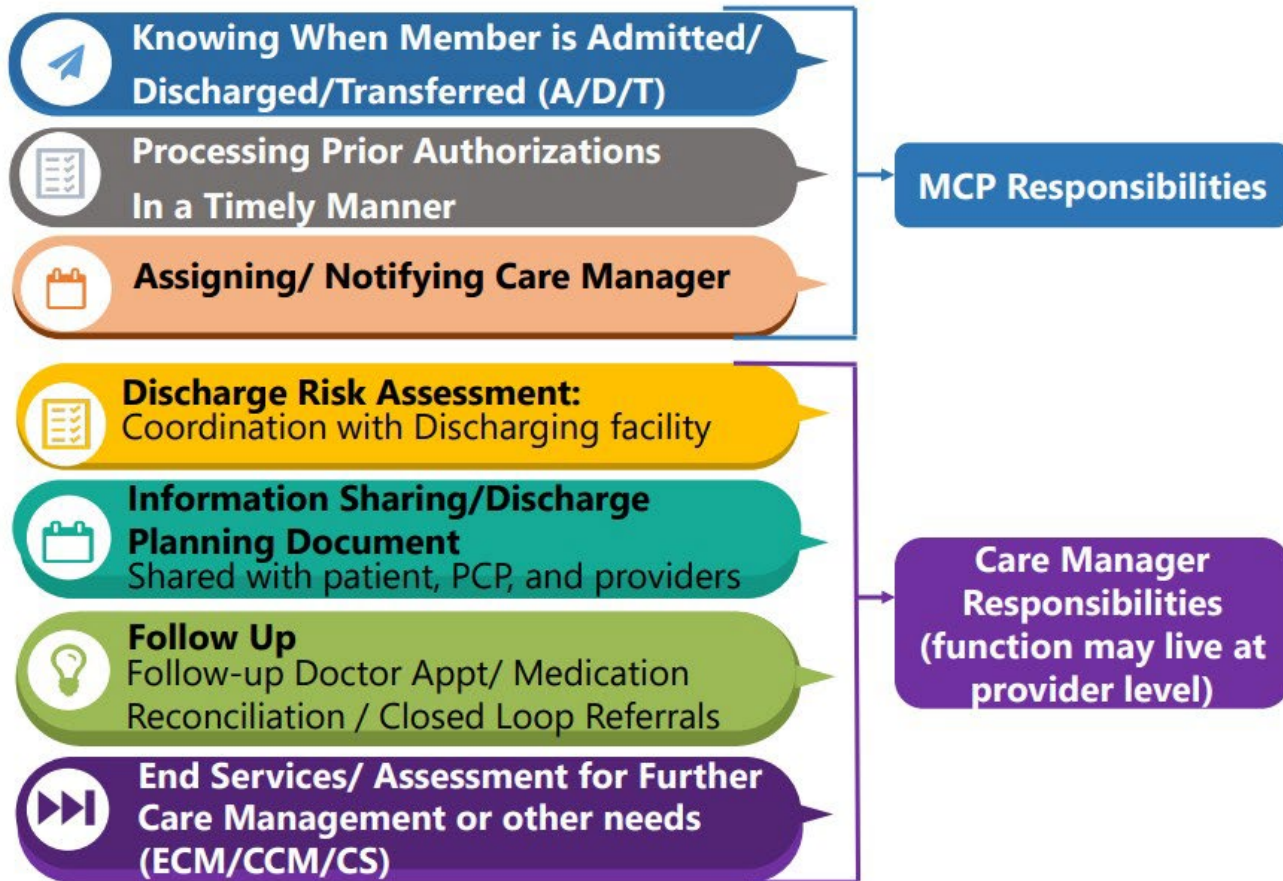 Knowing When Member is Admitted/
Discharged/Transferred (A/D/T)
Processing Prior Authorizations
In a Timely Manner
Assigning/ Notifying Care Manager
MCP Responsibilities
Discharge Risk Assessment:
Coordination with Discharging facility
Information Sharing/Discharge
Planning Document
Shared with patient, PCP, and providers
Follow Up
Follow-up Doctor Appt/ Medication
Reconciliation / Closed Loop Referrals
End Services/ Assessment for Further
Care Management or other needs
(ECM/CCM/CS)
Care Manager
Responsibilities
(function may live at
provider level)